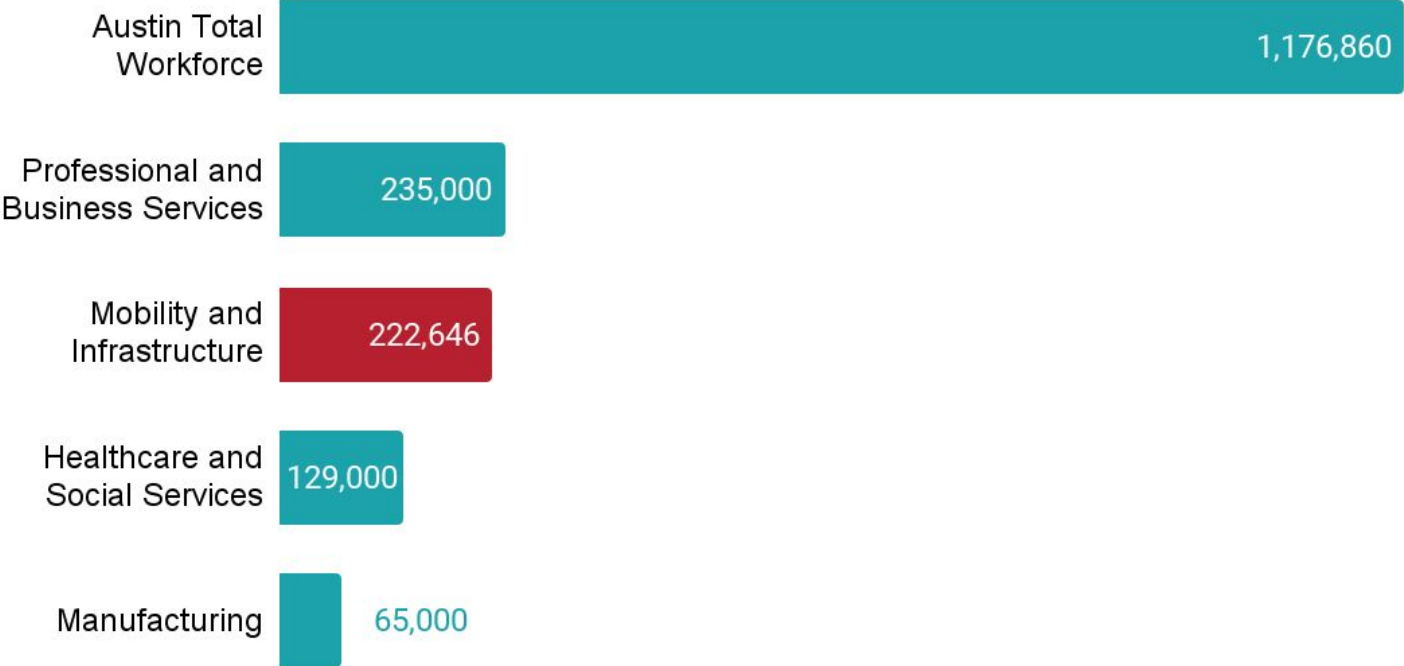 Austin Total
Workforce
1,176,860
Professional and
Business Services
235,000
Mobility and
Infrastructure
222,646
Healthcare and
Social Services
129,000
Manufacturing
65,000